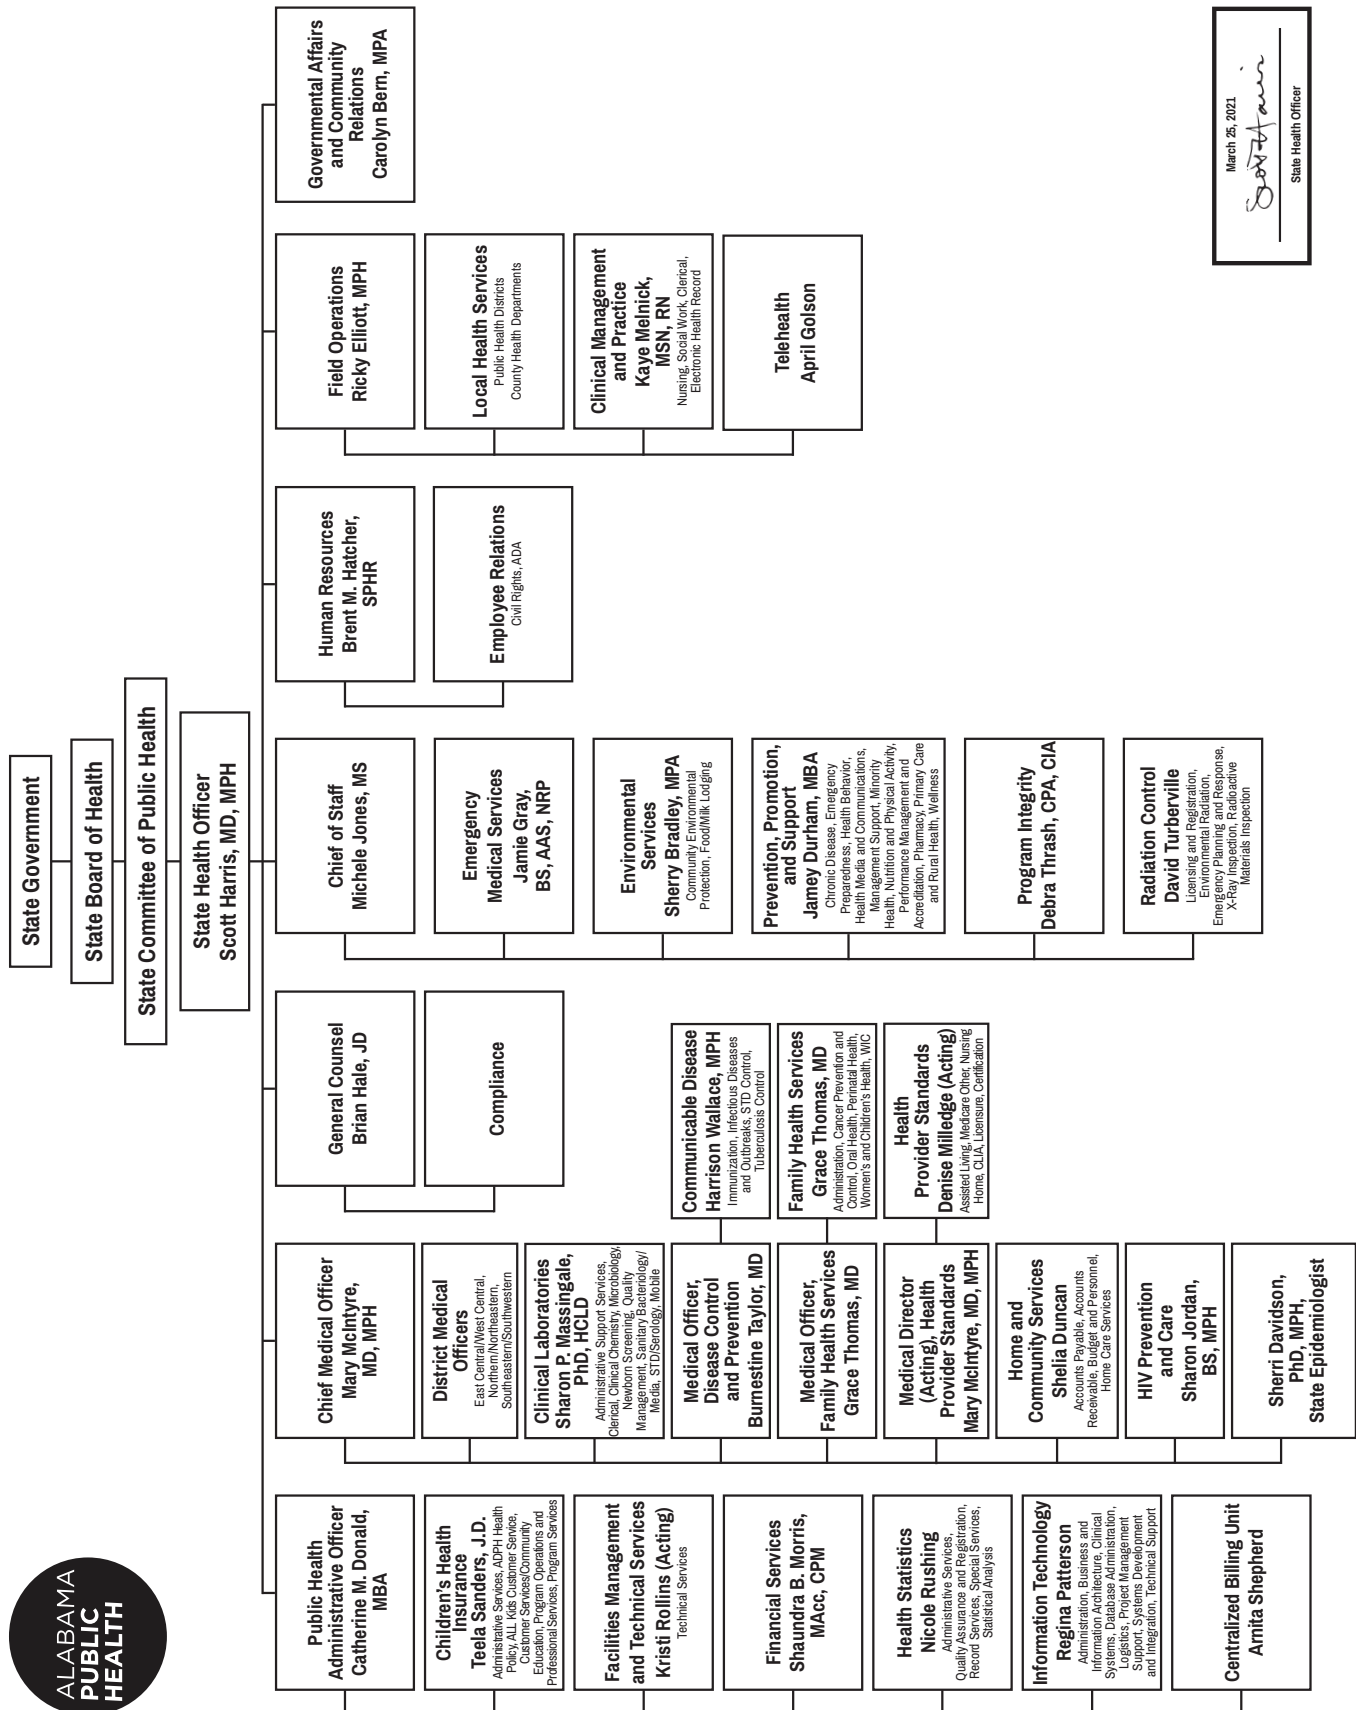 ALABAMA
PUBLIC
HEALTH
State Government
State Board of Health
State Committee of Public Health
State Health Officer
Scott Harris, MD, MPH
Public Health
Administrative Officer
Catherine M. Donald,
MBA
Children's Health
Insurance
Teela Sanders, J.D.
Administrative Services, ADPH Health
Policy, ALL Kids Customer Service,
Customer Services/Community
Education, Program Operations and
Professional Services, Program Services
Facilities Management
and Technical Services
Kristi Rollins (Acting)
Technical Services
Financial Services
Shaundra B. Morris,
MAcc, CPM
Health Statistics
Nicole Rushing
Administrative Services,
Quality Assurance and Registration,
Record Services, Special Services,
Statistical Analysis
Information Technology
Regina Patterson
Administration, Business and
Information Architecture, Clinical
Systems, Database Administration,
Logistics, Project Management
Support, Systems Development
and Integration, Technical Support
Centralized Billing Unit
Arnita Shepherd
Chief Medical Officer
Mary McIntyre,
MD, MPH
District Medical
Officers
East Central/West Central,
Northern/Northeastern,
Southeastern/Southwestern
Clinical Laboratories
Sharon P. Massingale,
PhD, HCLD
Administrative Support Services,
Clerical, Clinical Chemistry, Microbiology,
Newborn Screening, Quality
Management, Sanitary Bacteriology/
Media, STD/Serology, Mobile
Medical Officer,
Disease Control
and Prevention
Burnestine Taylor, MD
Communicable Disease
Harrison Wallace, MPH
Immunization, Infectious Diseases
and Outbreaks, STD Control,
Tuberculosis Control
Medical Officer,
Family Health Services
Grace Thomas, MD
Family Health Services
Grace Thomas, MD
Administration, Cancer Prevention and
Control, Oral Health, Perinatal Health,
Women's and Children's Health, WIC
Medical Director
(Acting), Health
Provider Standards
Mary McIntyre, MD, MPH
Health
Provider Standards
Denise Milledge (Acting)
Assisted Living, Medicare Other, Nursing
Home, CLIA, Licensure, Certification
Home and
Community Services
Shelia Duncan
Accounts Payable, Accounts
Receivable, Budget and Personnel,
Home Care Services
HIV Prevention
and Care
Sharon Jordan,
BS, MPH
Sherri Davidson,
PhD, MPH,
State Epidemiologist
General Counsel
Brian Hale, JD
Compliance
Chief of Staff
Michele Jones, MS
Emergency
Medical Services
Jamie Gray,
BS, AAS, NRP
Environmental
Services
Sherry Bradley, MPA
Community Environmental
Protection, Food/Milk Lodging
Prevention, Promotion,
and Support
Jamey Durham, MBA
Chronic Disease, Emergency
Preparedness, Health Behavior,
Health Media and Communications,
Management Support, Minority
Health, Nutrition and Physical Activity,
Performance Management and
Accreditation, Pharmacy, Primary Care
and Rural Health, Wellness
Program Integrity
Debra Thrash, CPA, CIA
Radiation Control
David Turberville
Licensing and Registration,
Environmental Radiation,
Emergency Planning and Response,
X-Ray Inspection, Radioactive
Materials Inspection
Human Resources
Brent M. Hatcher,
SPHR
Employee Relations
Civil Rights, ADA
Field Operations
Ricky Elliott, MPH
Local Health Services
Public Health Districts
County Health Departments
Clinical Management
and Practice
Kaye Melnick,
MSN, RN
Nursing, Social Work, Clerical,
Electronic Health Record
Telehealth
April Golson
Governmental Affairs
and Community
Relations
Carolyn Bern, MPA
March 25, 2021
Scott Harris
State Health Officer